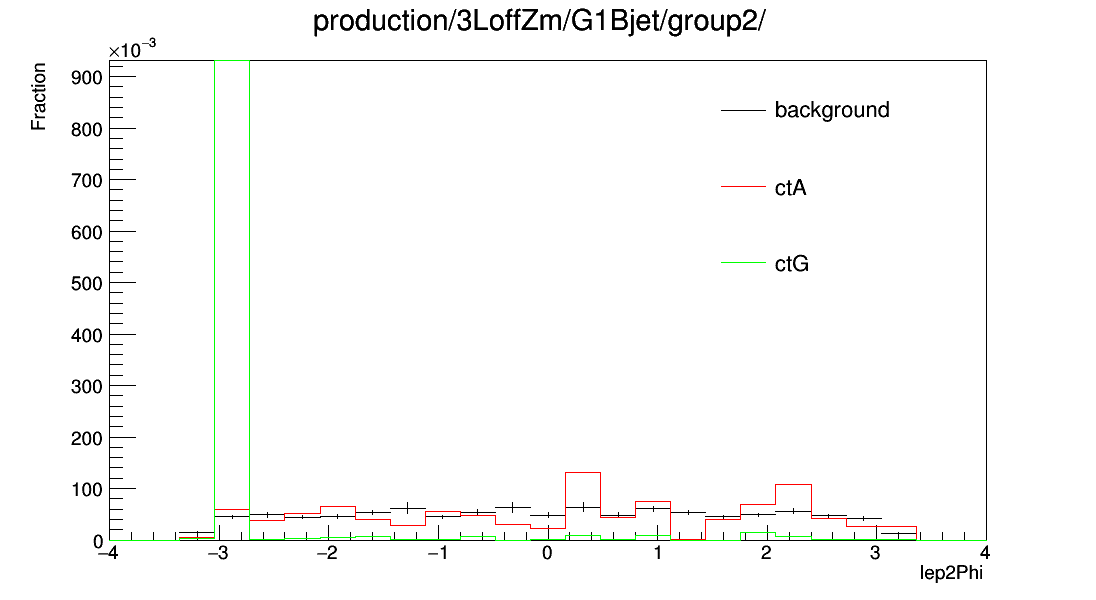 production/3LoffZm/G1Bjet/group2/
×10⁻³
Fraction
900
800
700
600
500
400
300
200
100
0
background
ctA
ctG
−4 −3 −2 −1 0 1 2 3 4
lep2Phi